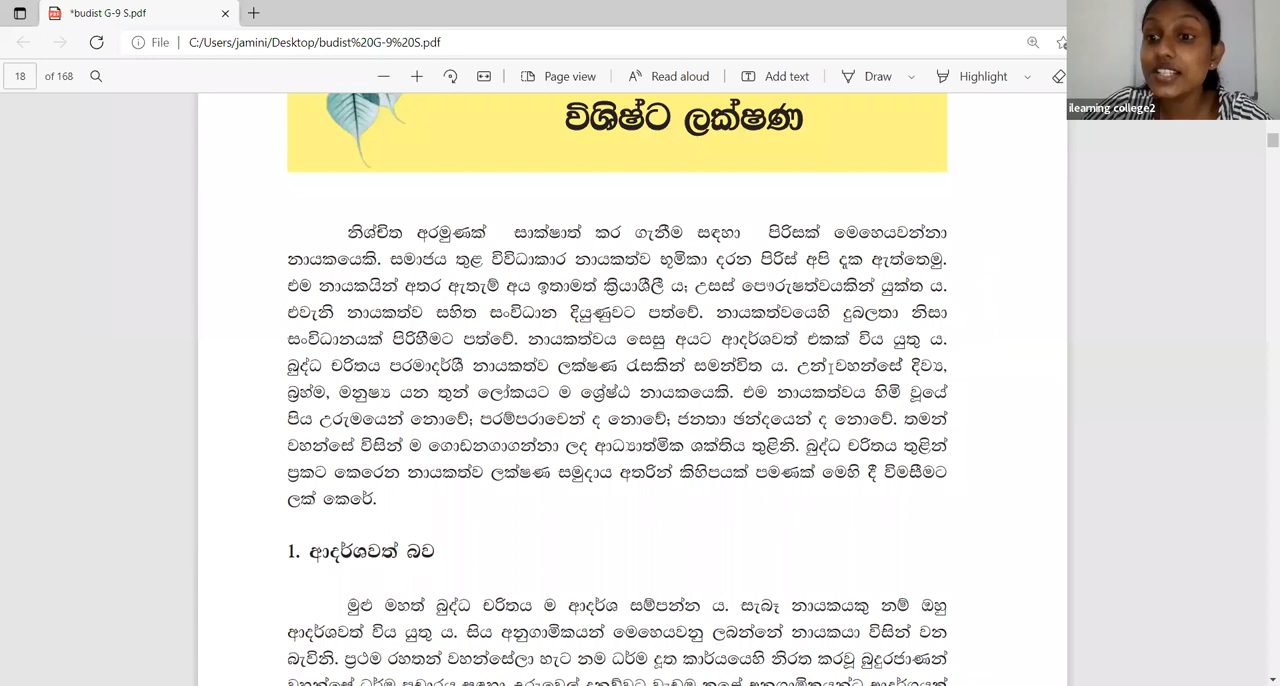 *budist G-9 S.pdf
File
C:/Users/jamini/Desktop/budist%20G-9%20S.pdf
18 of 168
Page view
Read aloud
Add text
Draw
Highlight
ilearning college2
විශිෂ්ට ලක්ෂණ
නිශ්චිත අරමුණක් සාක්ෂාත් කර ගැනීම සඳහා පිරිසක් මෙහෙයවන්නා
නායකයෙකි. සමාජය තුළ විවිධාකාර නායකත්ව භූමිකා දරන පිරිස් අපි දැක ඇත්තෙමු.
එම නායකයින් අතර ඇතැම් අය ඉතාමත් ක්‍රියාශීලී ය; උසස් පෞරුෂත්වයකින් යුක්ත ය.
එවැනි නායකත්ව සහිත සංවිධාන දියුණුවට පත්වේ. නායකත්වයෙහි දුබලතා නිසා
සංවිධානයක් පිරිහීමට පත්වේ. නායකත්වය සෙසු අයට ආදර්ශවත් එකක් විය යුතු ය.
බුද්ධ චරිතය පරමාදර්ශී නායකත්ව ලක්ෂණ රැසකින් සමන්විත ය. උන්වහන්සේ දිව්‍ය,
බ්‍රහ්ම, මනුෂ්‍ය යන තුන් ලෝකයට ම ශ්‍රේෂ්ඨ නායකයෙකි. එම නායකත්වය හිමි වූයේ
පිය උරුමයෙන් නොවේ; පරම්පරාවෙන් ද නොවේ; ජනතා ඡන්දයෙන් ද නොවේ. තමන්
වහන්සේ විසින් ම ගොඩනගාගන්නා ලද ආධ්‍යාත්මික ශක්තිය තුළිනි. බුද්ධ චරිතය තුළින්
ප්‍රකට කෙරෙන නායකත්ව ලක්ෂණ සමුදාය අතරින් කිහිපයක් පමණක් මෙහි දී විමසීමට
ලක් කෙරේ.
1. ආදර්ශවත් බව
මුළු මහත් බුද්ධ චරිතය ම ආදර්ශ සම්පන්න ය. සැබෑ නායකයකු නම් ඔහු
ආදර්ශවත් විය යුතු ය. සිය අනුගාමිකයන් මෙහෙයවනු ලබන්නේ නායකයා විසින් වන
බැවිනි. ප්‍රථම රහතන් වහන්සේලා හැට නම ධර්ම දූත කාර්යයෙහි නිරත කරවූ බුදුරජාණන්